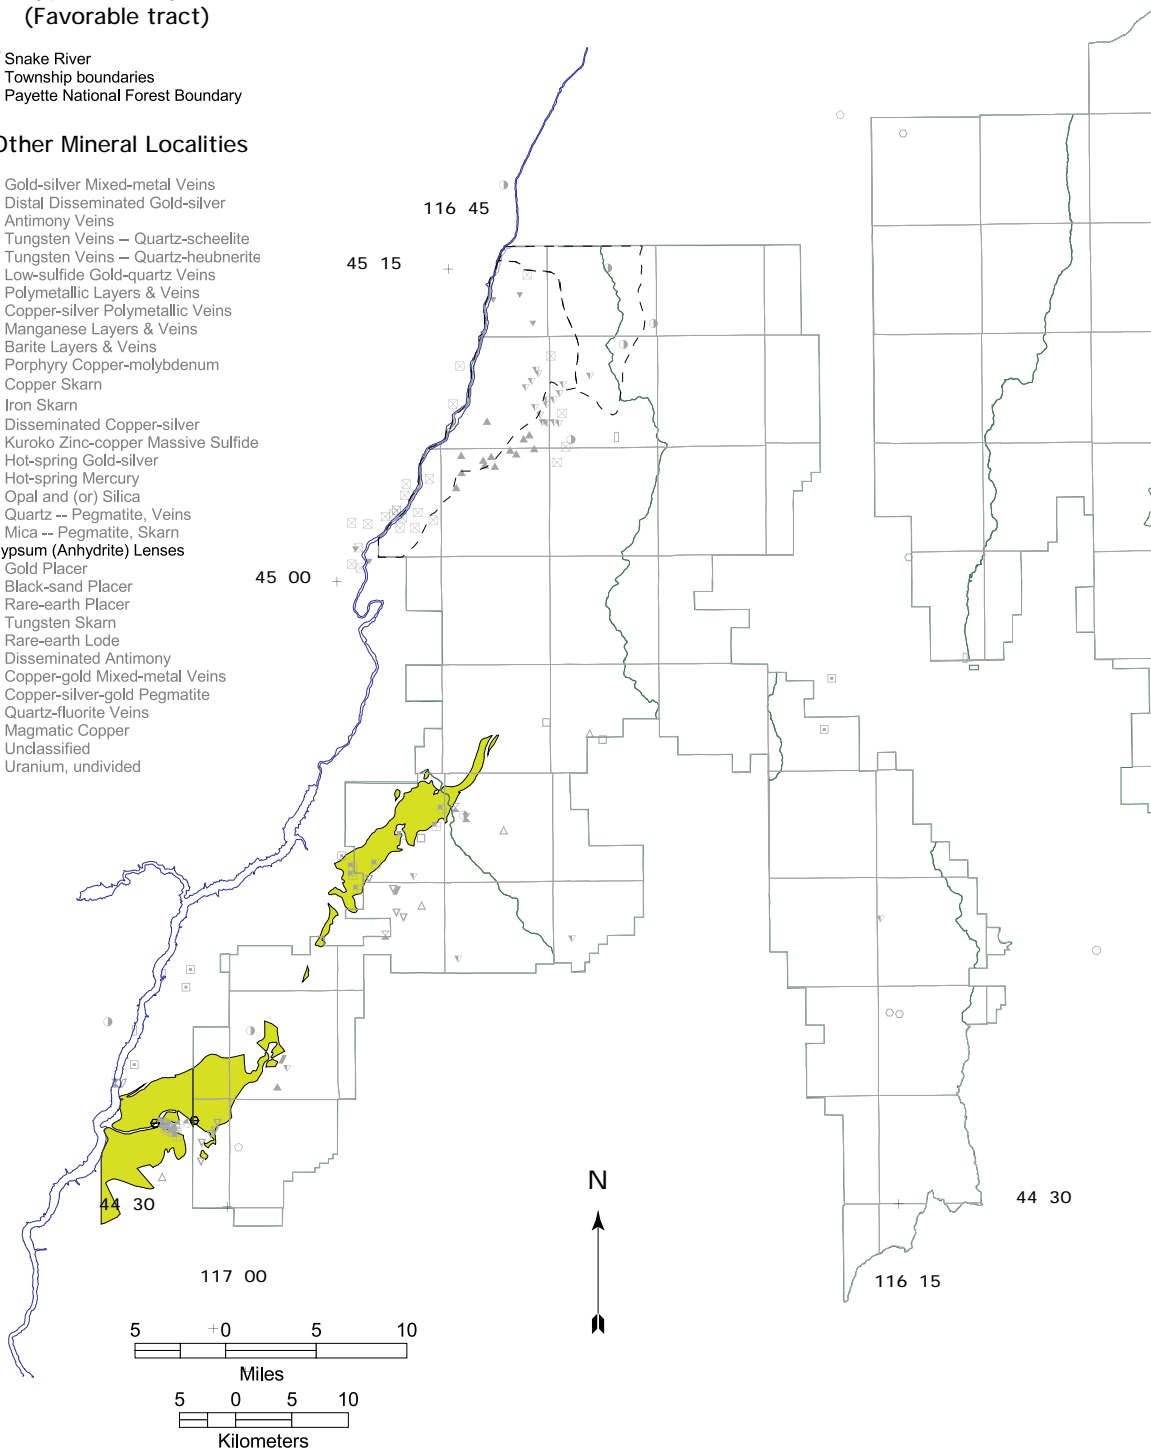 (Favorable tract)
Snake River
Township boundaries
Payette National Forest Boundary
Other Mineral Localities
Gold-silver Mixed-metal Veins
Distal Disseminated Gold-silver
Antimony Veins
Tungsten Veins – Quartz-scheelite
Tungsten Veins – Quartz-heubnerite
Low-sulfide Gold-quartz Veins
Polymetallic Layers & Veins
Copper-silver Polymetallic Veins
Manganese Layers & Veins
Barite Layers & Veins
Porphyry Copper-molybdenum
Copper Skarn
Iron Skarn
Disseminated Copper-silver
Kuroko Zinc-copper Massive Sulfide
Hot-spring Gold-silver
Hot-spring Mercury
Opal and (or) Silica
Quartz -- Pegmatite, Veins
Mica -- Pegmatite, Skarn
ypsum (Anhydrite) Lenses
Gold Placer
Black-sand Placer
Rare-earth Placer
Tungsten Skarn
Rare-earth Lode
Disseminated Antimony
Copper-gold Mixed-metal Veins
Copper-silver-gold Pegmatite
Quartz-fluorite Veins
Magmatic Copper
Unclassified
Uranium, undivided
116 45
45 15
45 00
44 30
117 00
N
44 30
116 15
5 0 5 10
Miles
5 0 5 10
Kilometers